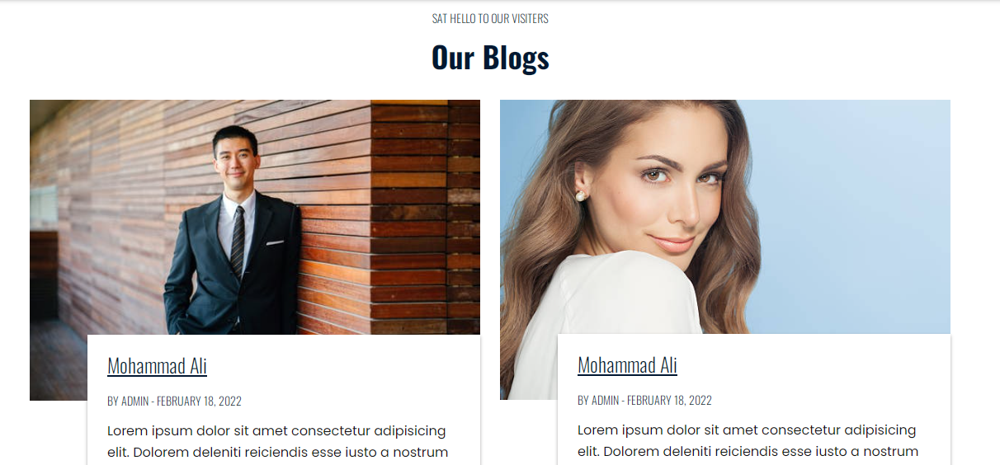 SAT HELLO TO OUR VISITERS
Our Blogs
Mohammad Ali
BY ADMIN - FEBRUARY 18, 2022
Lorem ipsum dolor sit amet consectetur adipisicing
elit. Dolorem deleniti reiciendis esse iusto a nostrum
Mohammad Ali
BY ADMIN - FEBRUARY 18, 2022
Lorem ipsum dolor sit amet consectetur adipisicing
elit. Dolorem deleniti reiciendis esse iusto a nostrum